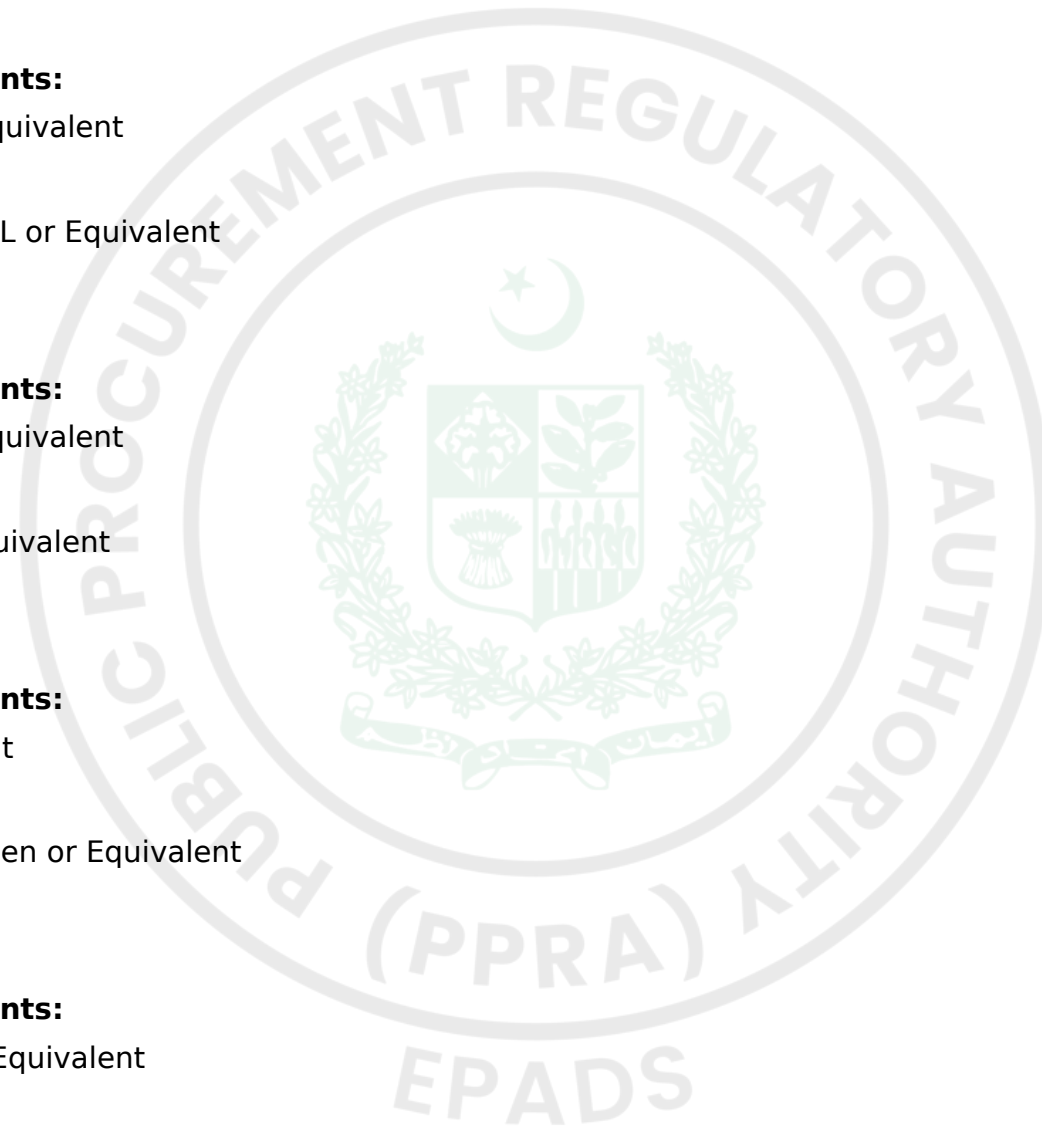 nts:
quivalent
L or Equivalent
nts:
quivalent
uivalent
nts:
t
en or Equivalent
nts:
Equivalent
PUBLIC PROCUREMENT REGULATORY AUTHORITY
(PPRA)
EPADS